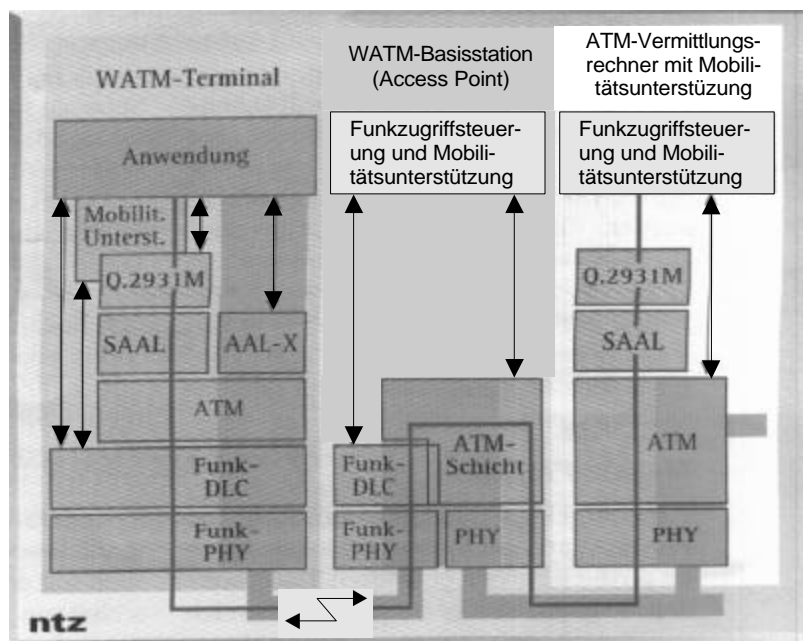 WATM-Terminal
Anwendung
Mobilit.
Unterst.
Q.2931M
SAAL
AAL-X
ATM
Funk-
DLC
Funk-
PHY
WATM-Basisstation
(Access Point)
Funkzugriffsteuer-
ung und Mobili-
tätsunterstützung
ATM-
Schicht
Funk-
DLC
Funk-
PHY
PHY
ATM-Vermittlungs-
rechner mit Mobili-
tätsunterstüzung
Funkzugriffsteuer-
ung und Mobili-
tätsunterstützung
Q.2931M
SAAL
ATM
PHY
ntz